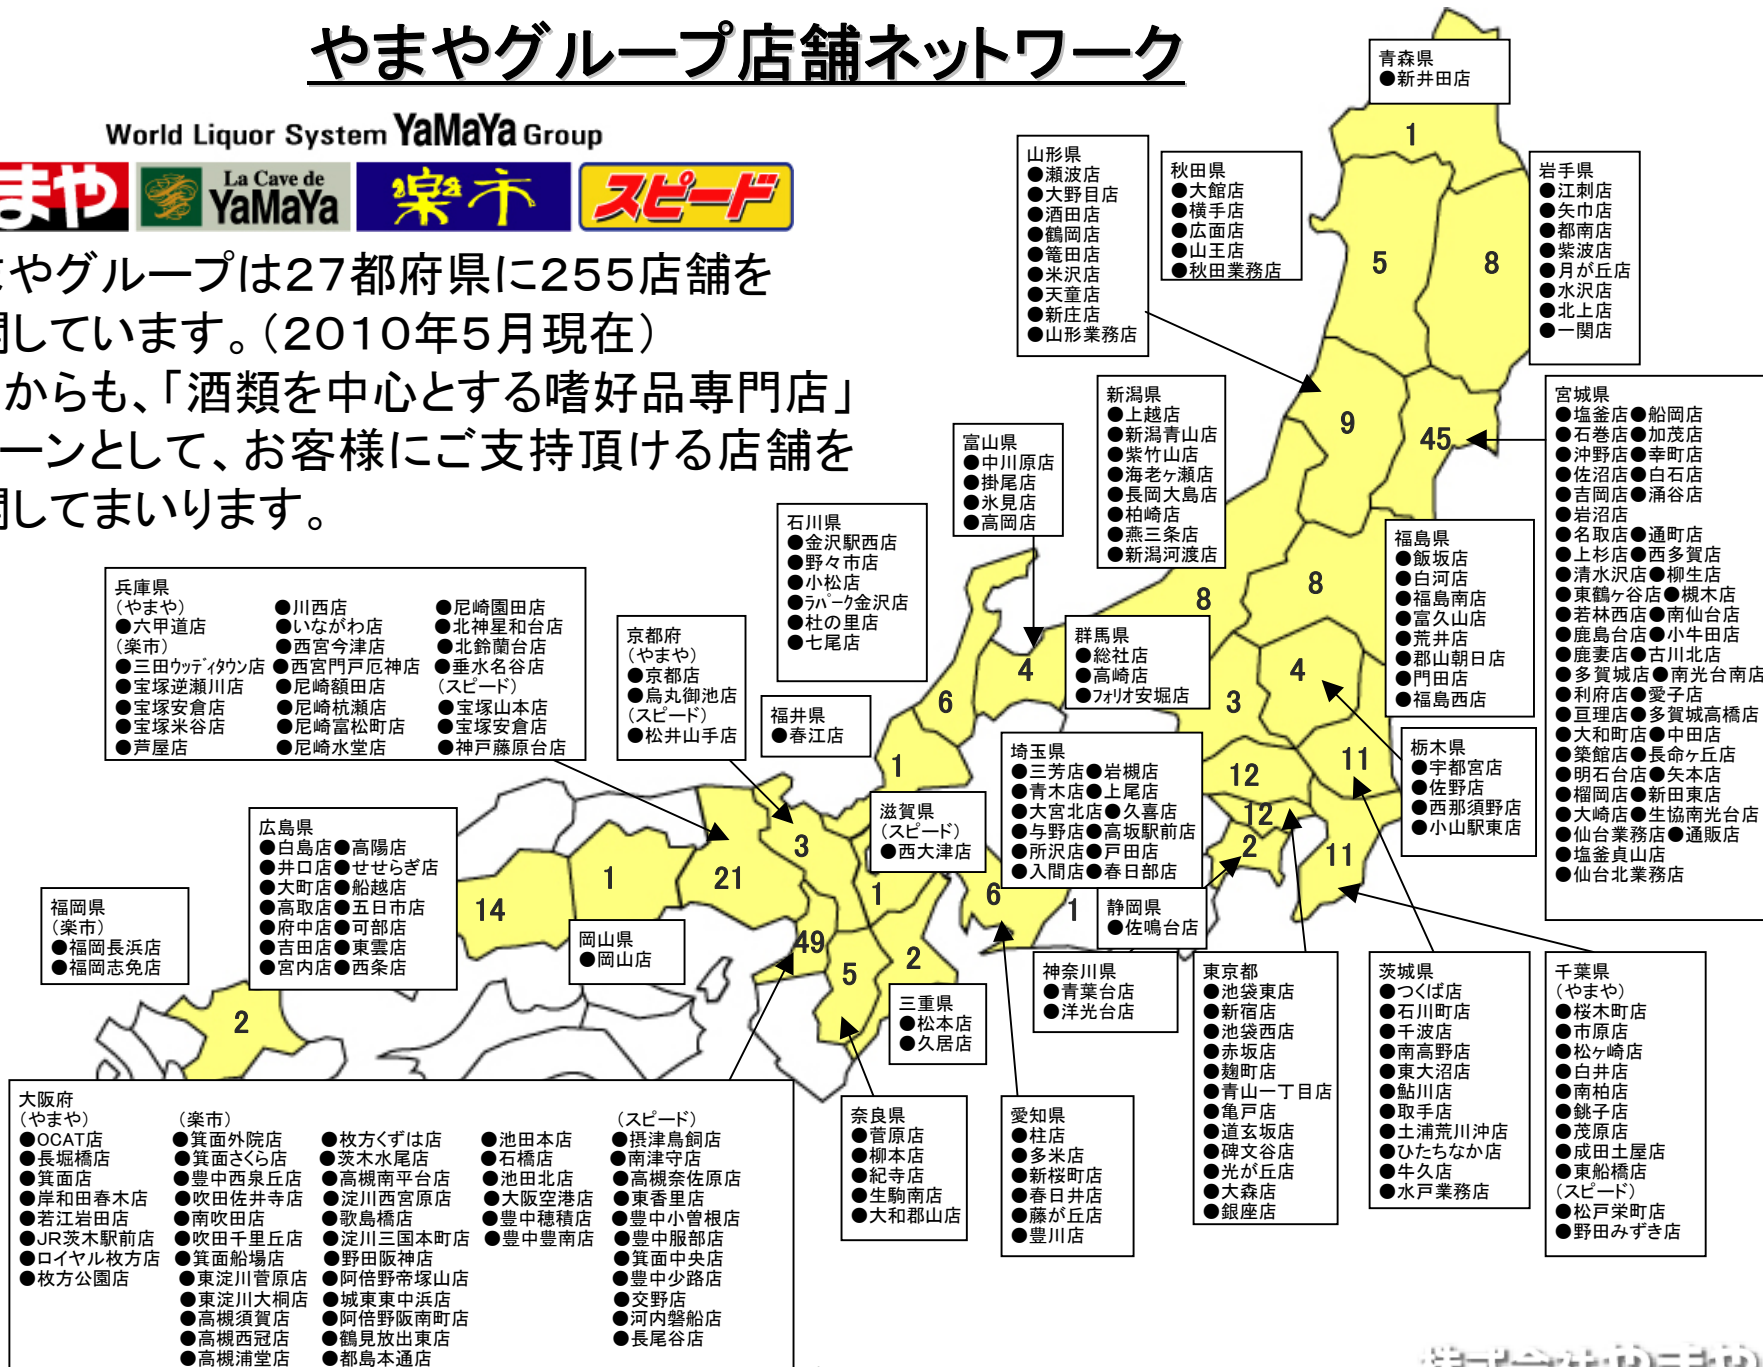 やまやグループ店舗ネットワーク
World Liquor System YaMaYa Group
まや
La Cave de
YaMaYa
楽市
スピード
やグループは27都府県に255店舗を
しています。(2010年5月現在)
からも、「酒類を中心とする嗜好品専門店」
ーンとして、お客様にご支持頂ける店舗を
してまいります。
青森県
●新井田店
1
山形県
●瀬波店
●大野目店
●酒田店
●鶴岡店
●篭田店
●米沢店
●天童店
●新庄店
●山形業務店
秋田県
●大館店
●横手店
●広面店
●山王店
●秋田業務店
岩手県
●江刺店
●矢巾店
●都南店
●紫波店
●月が丘店
●水沢店
●北上店
●一関店
5
8
9
45
新潟県
●上越店
●新潟青山店
●紫竹山店
●海老ヶ瀬店
●長岡大島店
●柏崎店
●燕三条店
●新潟河渡店
宮城県
●塩釜店●船岡店
●石巻店●加茂店
●沖野店●幸町店
●佐沼店●白石店
●吉岡店●涌谷店
●岩沼店
●名取店●通町店
●上杉店●西多賀店
●清水沢店●柳生店
●東鶴ヶ谷店●槻木店
●若林西店●南仙台店
●鹿島台店●小牛田店
●鹿妻店●古川北店
●多賀城店●南光台南店
●利府店●愛子店
●亘理店●多賀城高橋店
●大和町店●中田店
●築館店●長命ヶ丘店
●明石台店●矢本店
●榴岡店●新田東店
●大崎店●生協南光台店
●仙台業務店●通販店
●塩釜貞山店
●仙台北業務店
富山県
●中川原店
●掛尾店
●氷見店
●高岡店
石川県
●金沢駅西店
●野々市店
●小松店
●ラパーク金沢店
●杜の里店
●七尾店
福島県
●飯坂店
●白河店
●福島南店
●富久山店
●荒井店
●郡山朝日店
●門田店
●福島西店
8
8
兵庫県
(やまや)
●六甲道店
(楽市)
●三田ウッディタウン店
●宝塚逆瀬川店
●宝塚安倉店
●宝塚米谷店
●芦屋店
●川西店
●いながわ店
●西宮今津店
●西宮門戸厄神店
●尼崎額田店
●尼崎杭瀬店
●尼崎富松町店
●尼崎水堂店
●尼崎園田店
●北神星和台店
●北鈴蘭台店
●垂水名谷店
(スピード)
●宝塚山本店
●宝塚安倉店
●神戸藤原台店
京都府
(やまや)
●京都店
●烏丸御池店
(スピード)
●松井山手店
福井県
●春江店
群馬県
●総社店
●高崎店
●フォリオ安堀店
4
6
4
3
1
埼玉県
●三芳店●岩槻店
●青木店●上尾店
●大宮北店●久喜店
●与野店●高坂駅前店
●所沢店●戸田店
●入間店●春日部店
12
11
12
2
11
栃木県
●宇都宮店
●佐野店
●西那須野店
●小山駅東店
滋賀県
(スピード)
●西大津店
広島県
●白島店●高陽店
●井口店●せせらぎ店
●大町店●船越店
●高取店●五日市店
●府中店●可部店
●吉田店●東雲店
●宮内店●西条店
3
21
1
14
1
6
1
49
5
2
福岡県
(楽市)
●福岡長浜店
●福岡志免店
2
岡山県
●岡山店
静岡県
●佐鳴台店
三重県
●松本店
●久居店
神奈川県
●青葉台店
●洋光台店
東京都
●池袋東店
●新宿店
●池袋西店
●赤坂店
●麹町店
●青山一丁目店
●亀戸店
●道玄坂店
●碑文谷店
●光が丘店
●大森店
●銀座店
茨城県
●つくば店
●石川町店
●千波店
●南高野店
●東大沼店
●鮎川店
●取手店
●土浦荒川沖店
●ひたちなか店
●牛久店
●水戸業務店
千葉県
(やまや)
●桜木町店
●市原店
●松ヶ崎店
●白井店
●南柏店
●銚子店
●茂原店
●成田土屋店
●東船橋店
(スピード)
●松戸栄町店
●野田みずき店
大阪府
(やまや)
●OCAT店
●長堀橋店
●箕面店
●岸和田春木店
●若江岩田店
●JR茨木駅前店
●ロイヤル枚方店
●枚方公園店
(楽市)
●箕面外院店
●箕面さくら店
●豊中西泉丘店
●吹田佐井寺店
●南吹田店
●吹田千里丘店
●箕面船場店
●東淀川菅原店
●東淀川大桐店
●高槻須賀店
●高槻西冠店
●高槻浦堂店
●枚方くずは店
●茨木水尾店
●高槻南平台店
●淀川西宮原店
●歌島橋店
●淀川三国本町店
●野田阪神店
●阿倍野帝塚山店
●城東東中浜店
●阿倍野阪南町店
●鶴見放出東店
●都島本通店
●池田本店
●石橋店
●池田北店
●大阪空港店
●豊中穂積店
●豊中豊南店
(スピード)
●摂津鳥飼店
●南津守店
●高槻奈佐原店
●東香里店
●豊中小曽根店
●豊中服部店
●箕面中央店
●豊中少路店
●交野店
●河内磐船店
●長尾谷店
奈良県
●菅原店
●柳本店
●紀寺店
●生駒南店
●大和郡山店
愛知県
●柱店
●多米店
●新桜町店
●春日井店
●藤が丘店
●豊川店
株式会社やまや